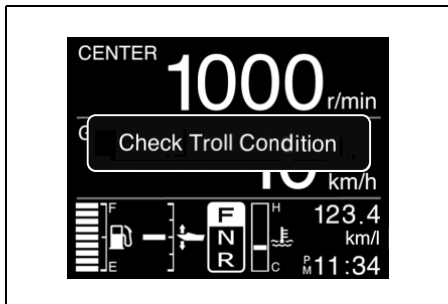 CENTER
1000 r/min
G
Check Troll Condition
km/h
F
E
F
N
R
H
C
123.4
km/l
PM 11:34